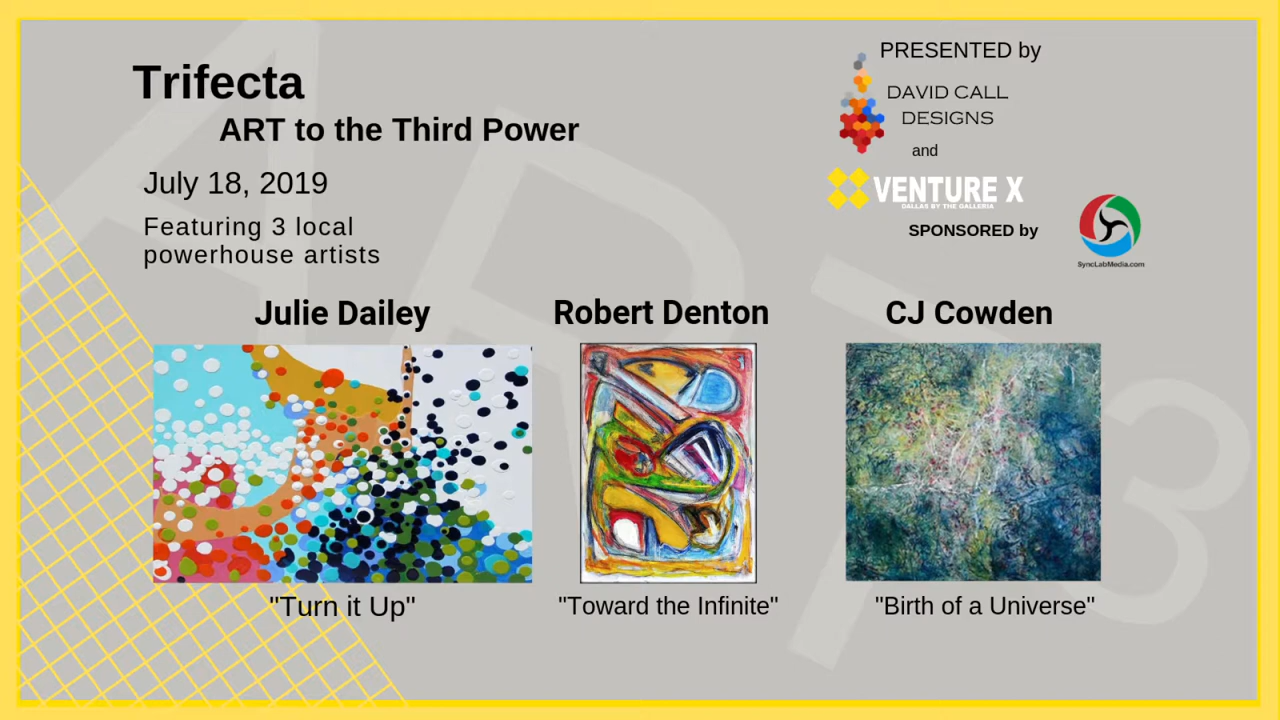 Trifecta
ART to the Third Power
July 18, 2019
Featuring 3 local
powerhouse artists
PRESENTED by
DAVID CALL
DESIGNS
and
VENTURE X
DALLAS BY THE GALLERIA
SPONSORED by
SyncLabMedia.com
Julie Dailey
Robert Denton
CJ Cowden
"Turn it Up"
"Toward the Infinite"
"Birth of a Universe"
ART3